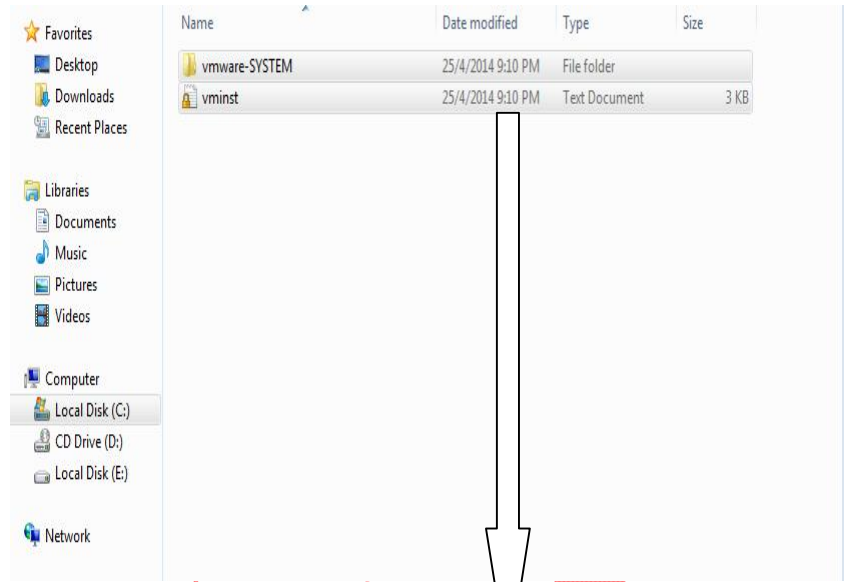 Favorites
Desktop
Downloads
Recent Places
Libraries
Documents
Music
Pictures
Videos
Computer
Local Disk (C:)
CD Drive (D:)
Local Disk (E:)
Network
Name Date modified Type Size
vmware-SYSTEM 25/4/2014 9:10 PM File folder
vminst 25/4/2014 9:10 PM Text Document 3 KB